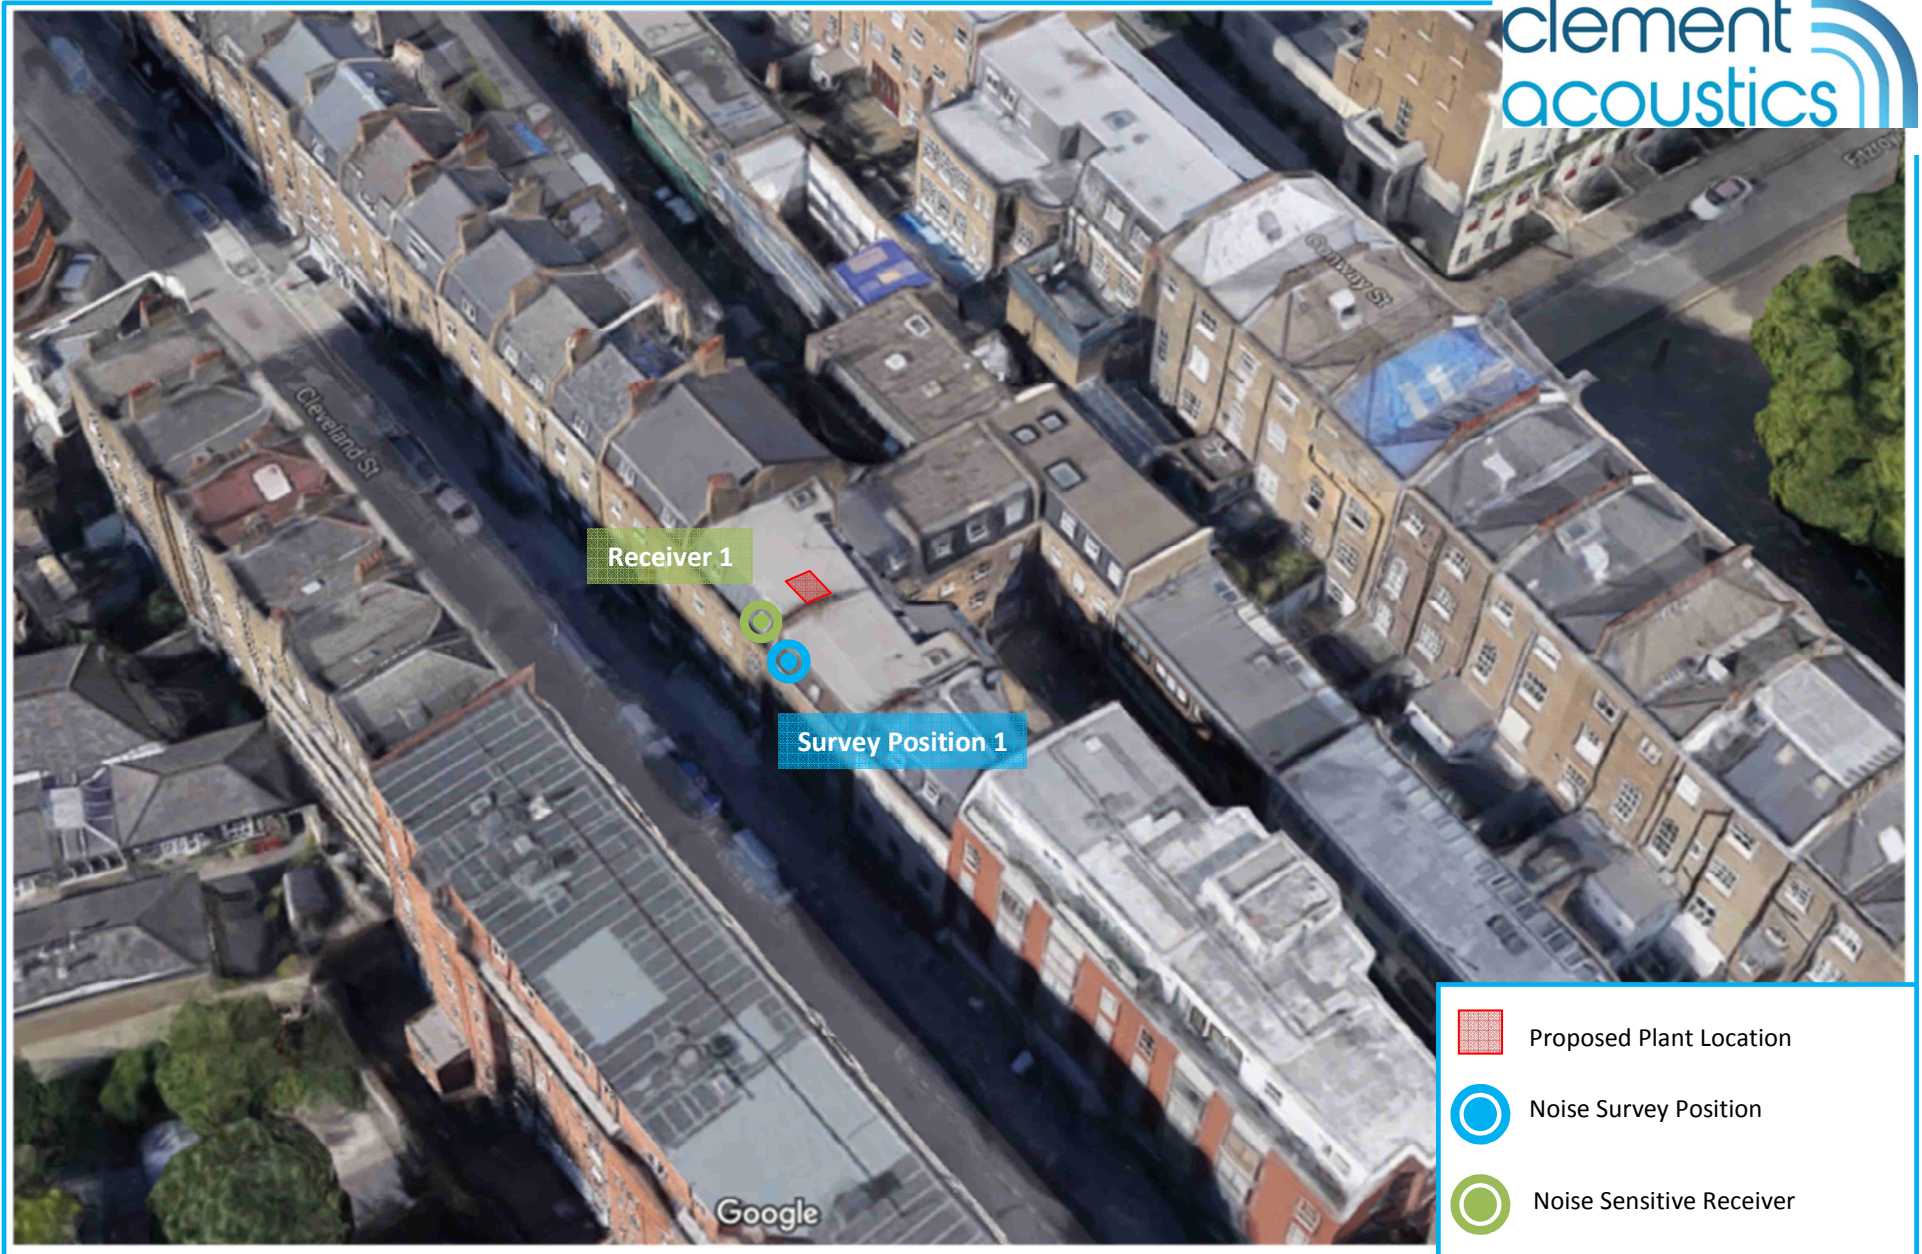 clement
acoustics
Conway St
Cleveland St
Receiver 1
Survey Position 1
Proposed Plant Location
Noise Survey Position
Noise Sensitive Receiver
Google